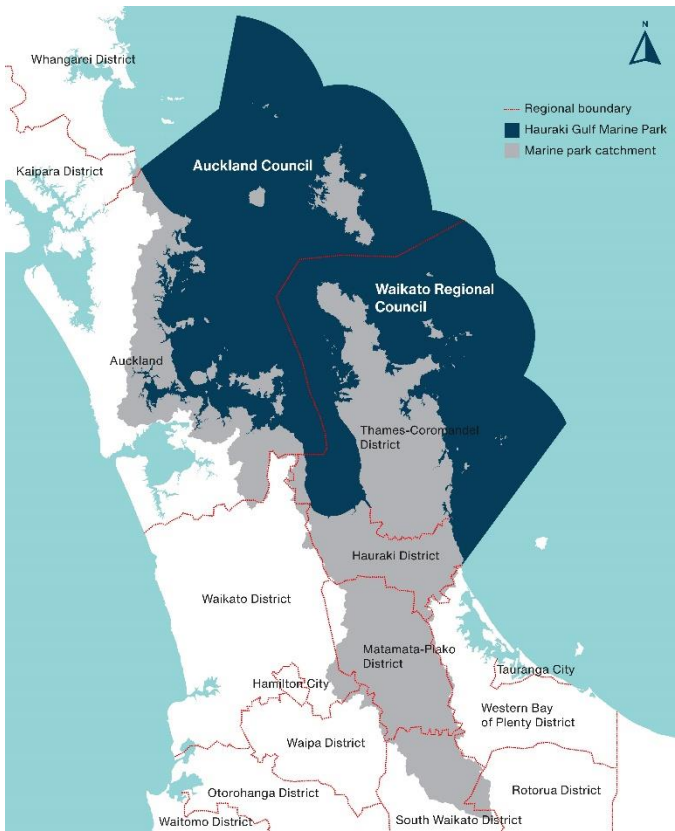 N
Whangarei District
Regional boundary
Hauraki Gulf Marine Park
Marine park catchment
Kaipara District
Auckland Council
Waikato Regional
Council
Auckland
Thames-Coromandel
District
Hauraki District
Waikato District
Matamata-Piako
District
Tauranga City
Hamilton City
Western Bay
of Plenty District
Waipa District
Otorohanga District
Rotorua District
Waitomo District
South Waikato District